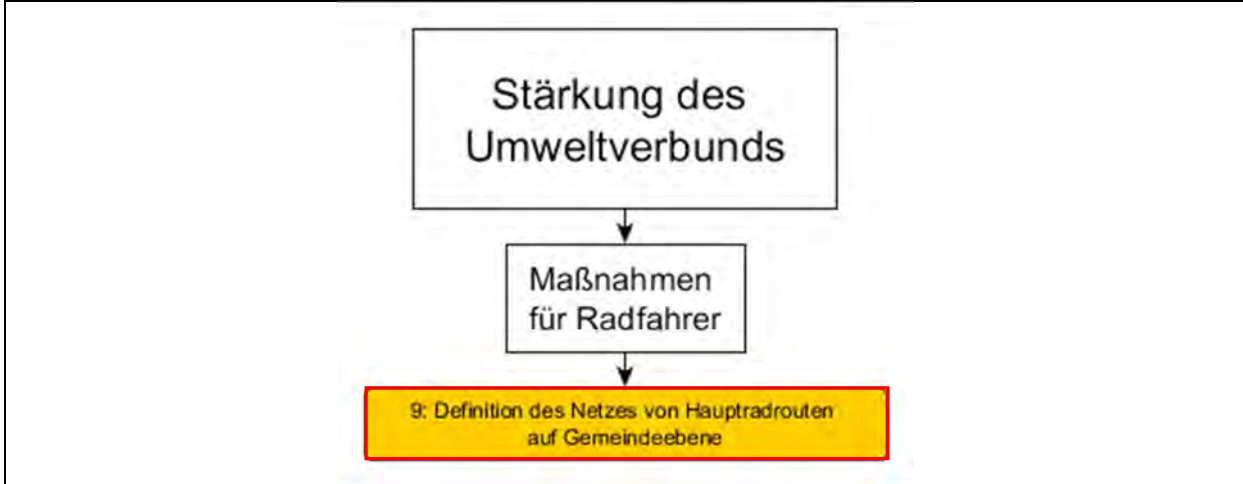 Stärkung des
Umweltverbunds
Maßnahmen
für Radfahrer
9: Definition des Netzes von Hauptradrouten
auf Gemeindeebene